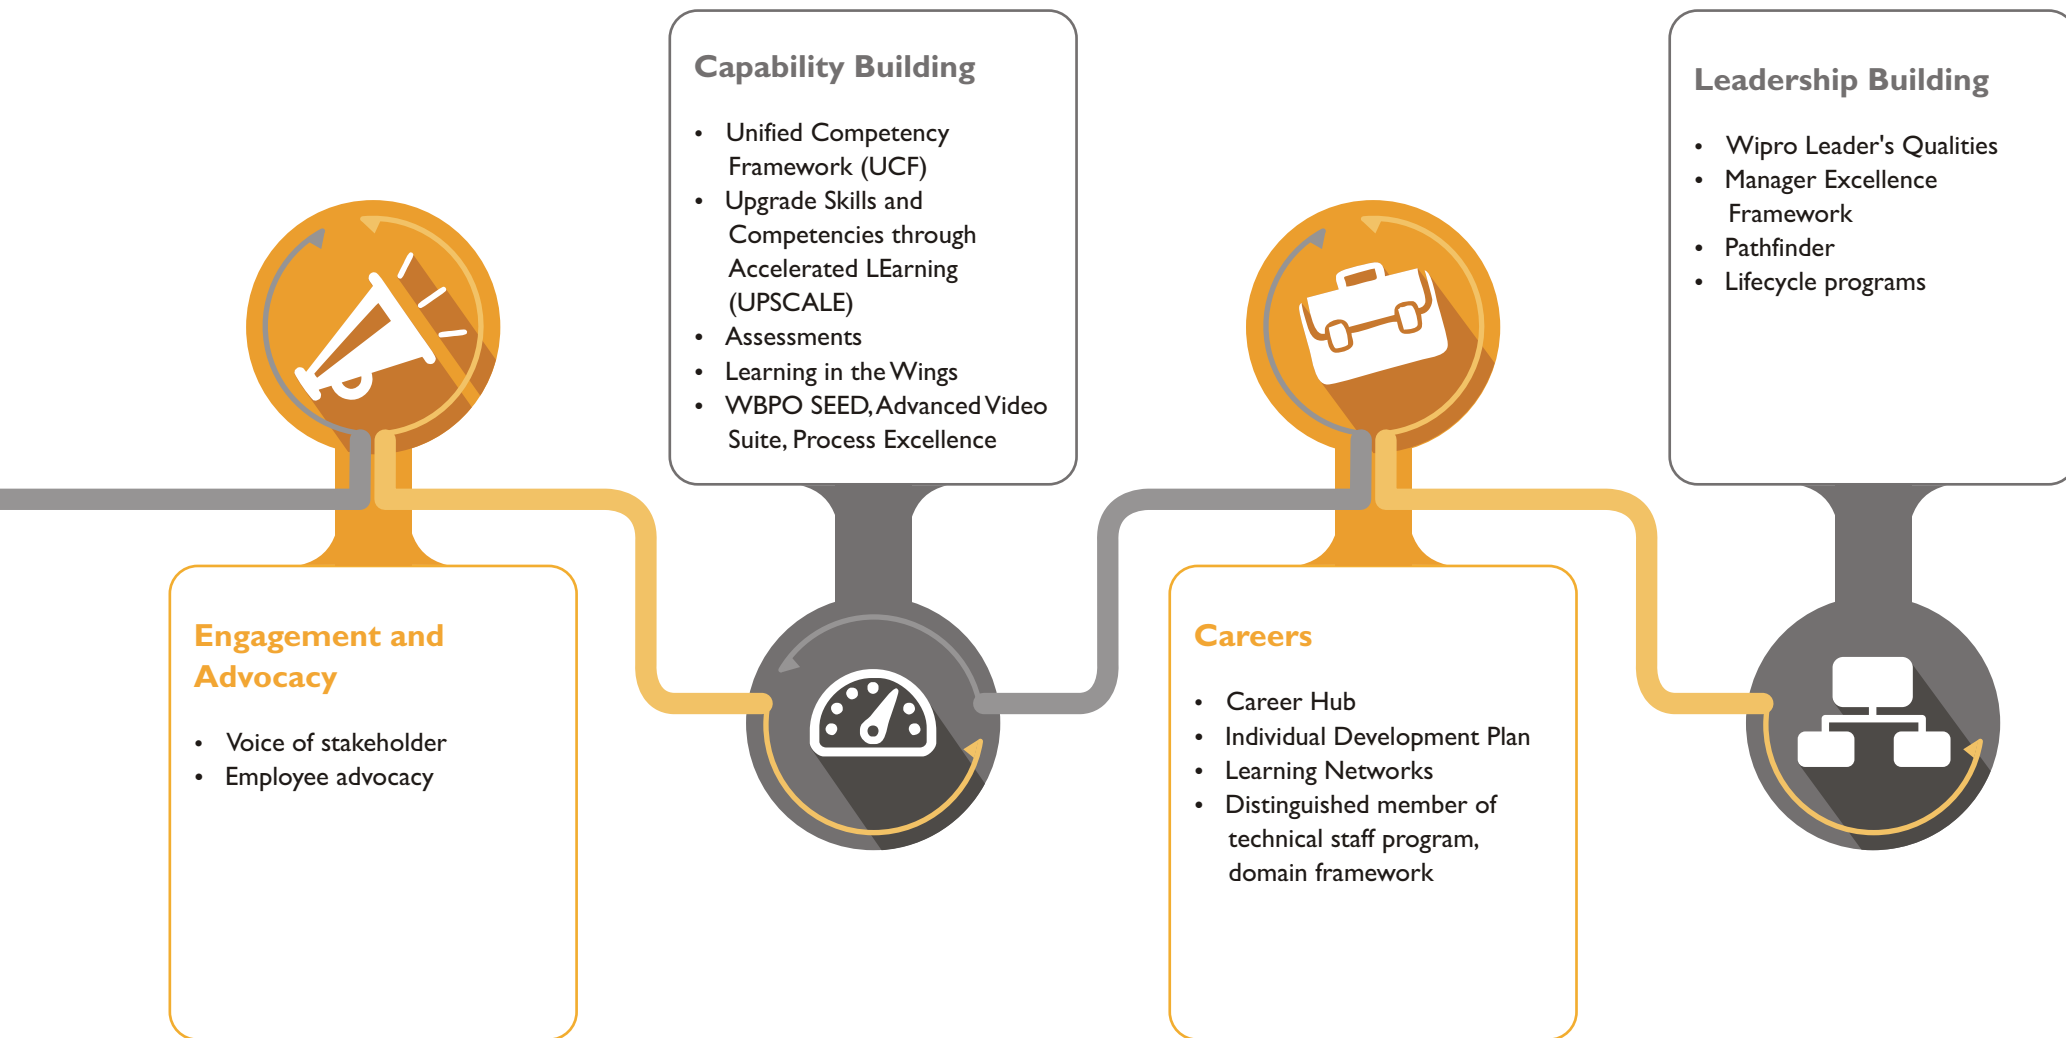 Engagement and
Advocacy
• Voice of stakeholder
• Employee advocacy
Capability Building
• Unified Competency
Framework (UCF)
• Upgrade Skills and
Competencies through
Accelerated LEarning
(UPSCALE)
• Assessments
• Learning in the Wings
• WBPO SEED, Advanced Video
Suite, Process Excellence
Careers
• Career Hub
• Individual Development Plan
• Learning Networks
• Distinguished member of
technical staff program,
domain framework
Leadership Building
• Wipro Leader's Qualities
• Manager Excellence
Framework
• Pathfinder
• Lifecycle programs